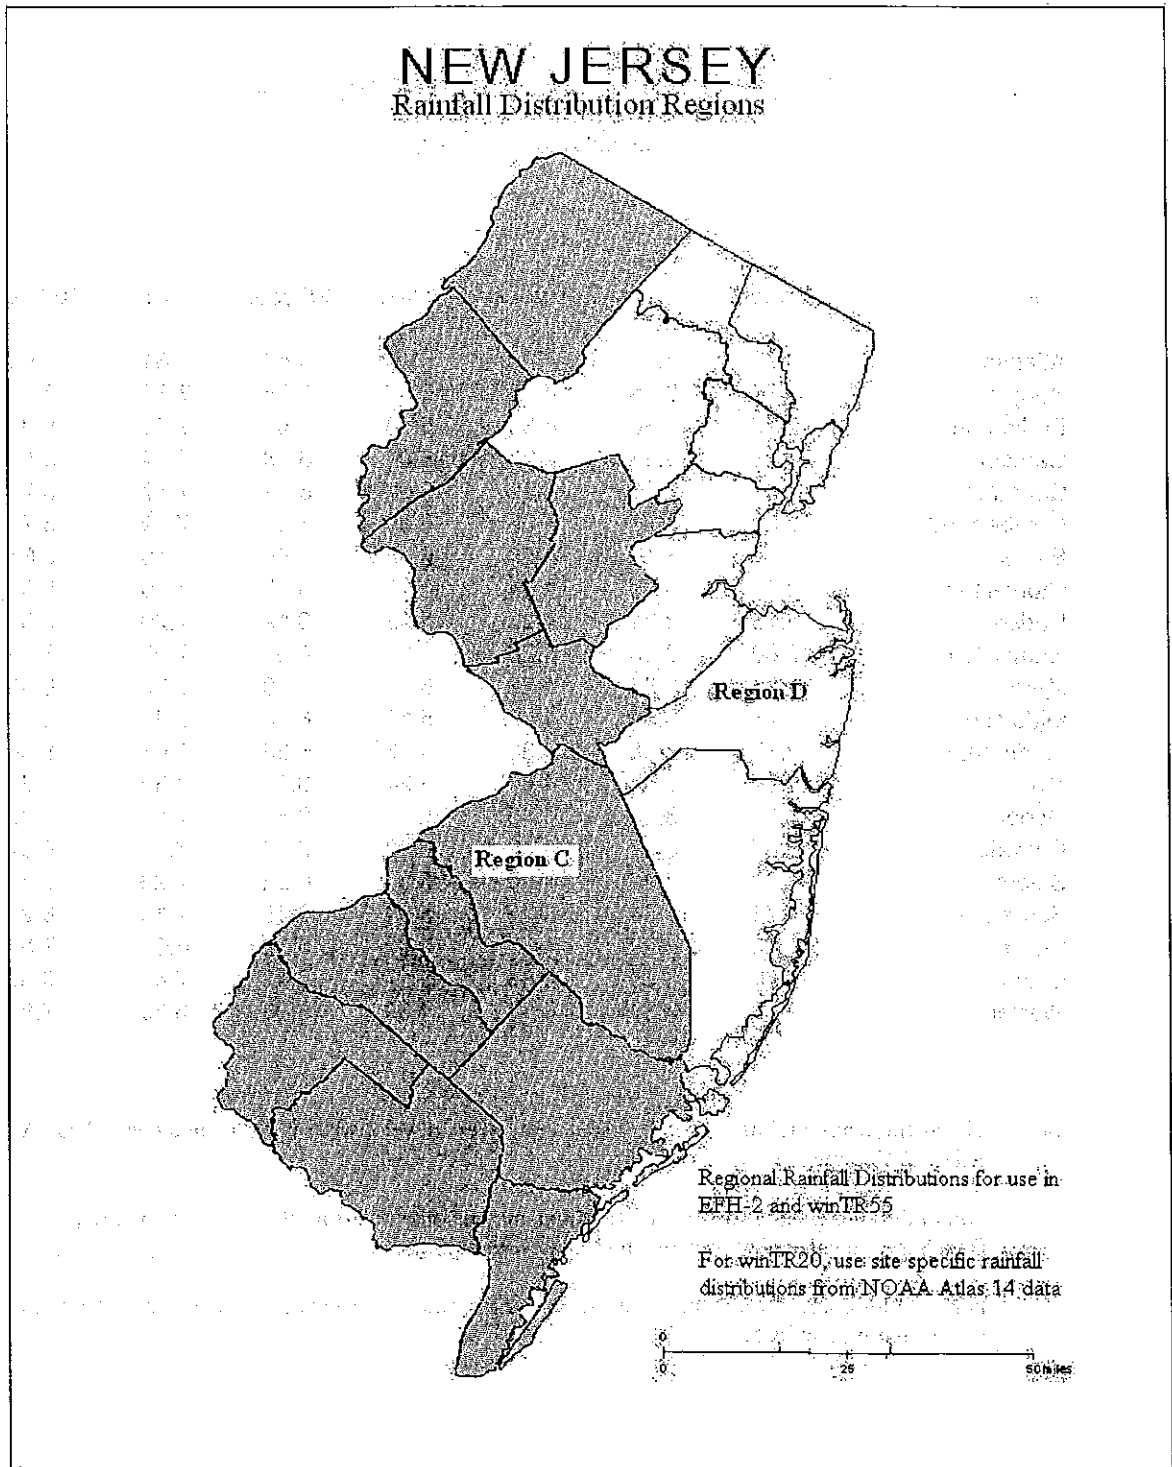 NEW JERSEY
Rainfall Distribution Regions
Region D
Region C
Regional Rainfall Distributions for use in
EFH-2 and winTR55
For winTR20, use site specific rainfall
distributions from NOAA Atlas 14 data
0
0 25 50 miles